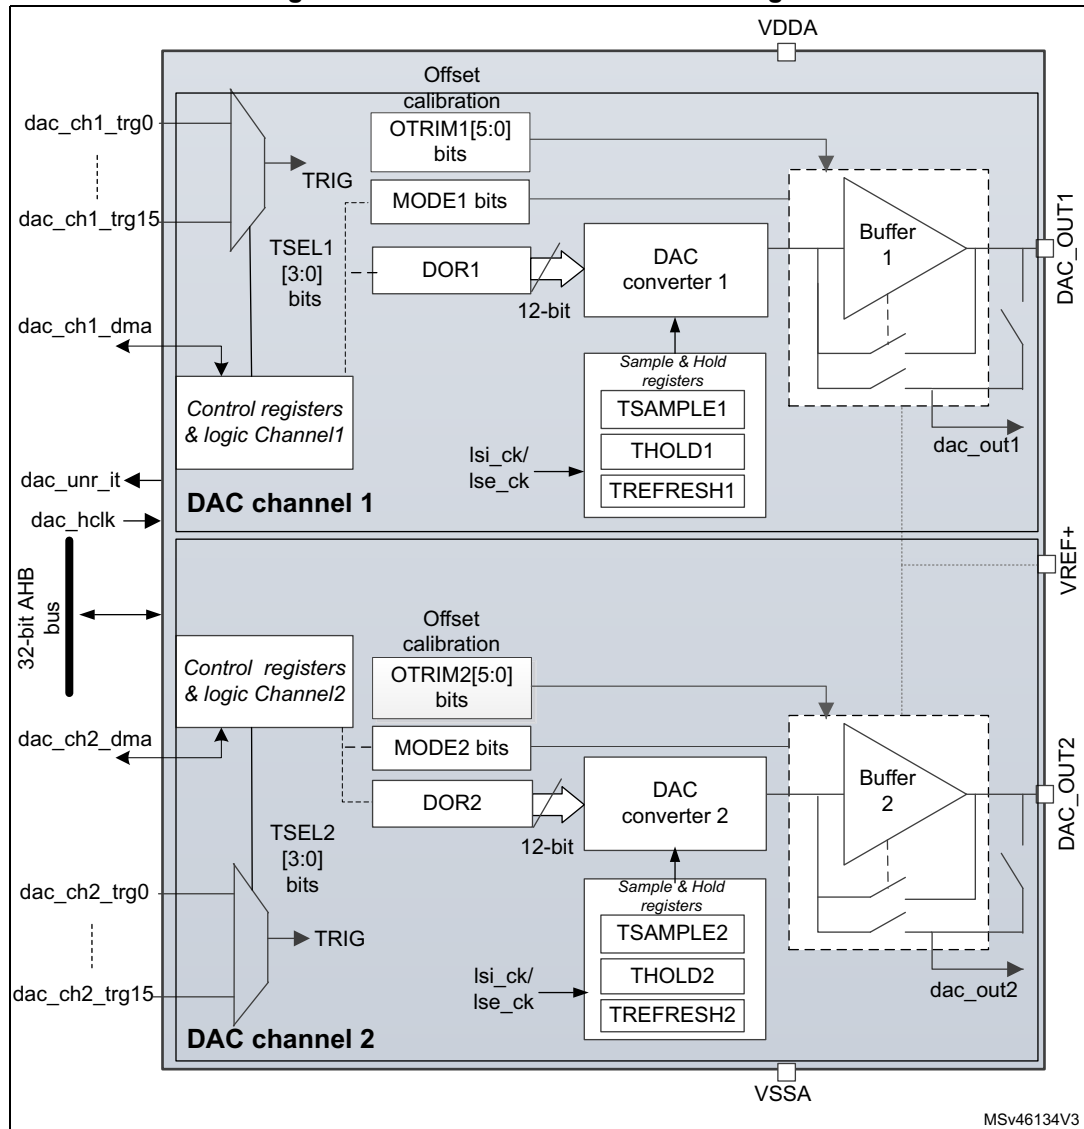 VDDA
Offset
calibration
OTRIM1[5:0]
bits
dac_ch1_trg0
TRIG
MODE1 bits
dac_ch1_trg15
TSEL1
[3:0]
bits
DOR1
12-bit
DAC
converter 1
Buffer
1
DAC_OUT1
dac_ch1_dma
Control registers
& logic Channel1
Sample & Hold
registers
TSAMPLE1
THOLD1
TREFRESH1
lsi_ck/
lse_ck
dac_out1
dac_unr_it
DAC channel 1
dac_hclk
32-bit AHB
bus
VREF+
Offset
calibration
Control registers
& logic Channel2
OTRIM2[5:0]
bits
dac_ch2_dma
MODE2 bits
DOR2
12-bit
DAC
converter 2
Buffer
2
DAC_OUT2
TSEL2
[3:0]
bits
dac_ch2_trg0
TRIG
dac_ch2_trg15
Sample & Hold
registers
TSAMPLE2
THOLD2
TREFRESH2
lsi_ck/
lse_ck
dac_out2
DAC channel 2
VSSA
MSv46134V3